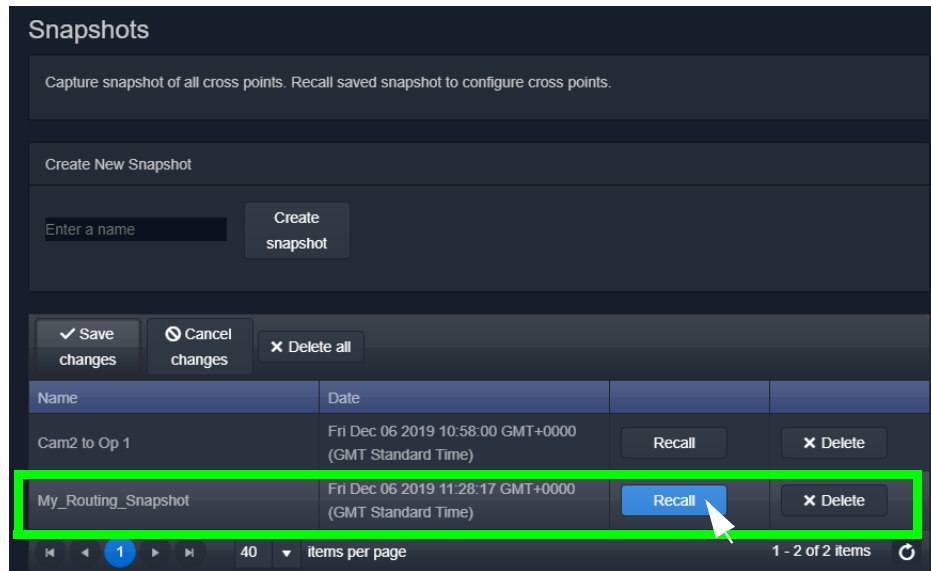 Snapshots
Capture snapshot of all cross points. Recall saved snapshot to configure cross points.
Create New Snapshot
Enter a name
Create
snapshot
Save
changes
Cancel
changes
Delete all
Name Date
Cam2 to Op 1
Fri Dec 06 2019 10:58:00 GMT+0000
(GMT Standard Time)
Recall
Delete
My_Routing_Snapshot
Fri Dec 06 2019 11:28:17 GMT+0000
(GMT Standard Time)
Recall
Delete
1 40 items per page 1 - 2 of 2 items